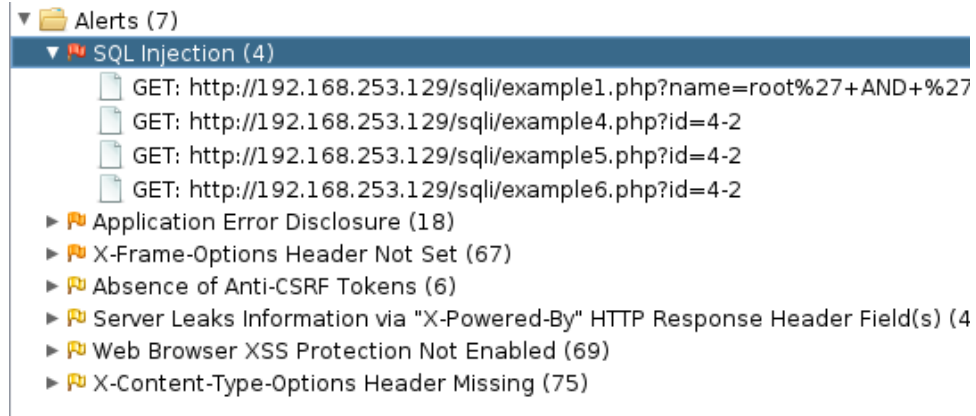 Alerts (7)
SQL Injection (4)
GET: http://192.168.253.129/sqli/example1.php?name=root%27+AND+%27
GET: http://192.168.253.129/sqli/example4.php?id=4-2
GET: http://192.168.253.129/sqli/example5.php?id=4-2
GET: http://192.168.253.129/sqli/example6.php?id=4-2
Application Error Disclosure (18)
X-Frame-Options Header Not Set (67)
Absence of Anti-CSRF Tokens (6)
Server Leaks Information via "X-Powered-By" HTTP Response Header Field(s) (4
Web Browser XSS Protection Not Enabled (69)
X-Content-Type-Options Header Missing (75)